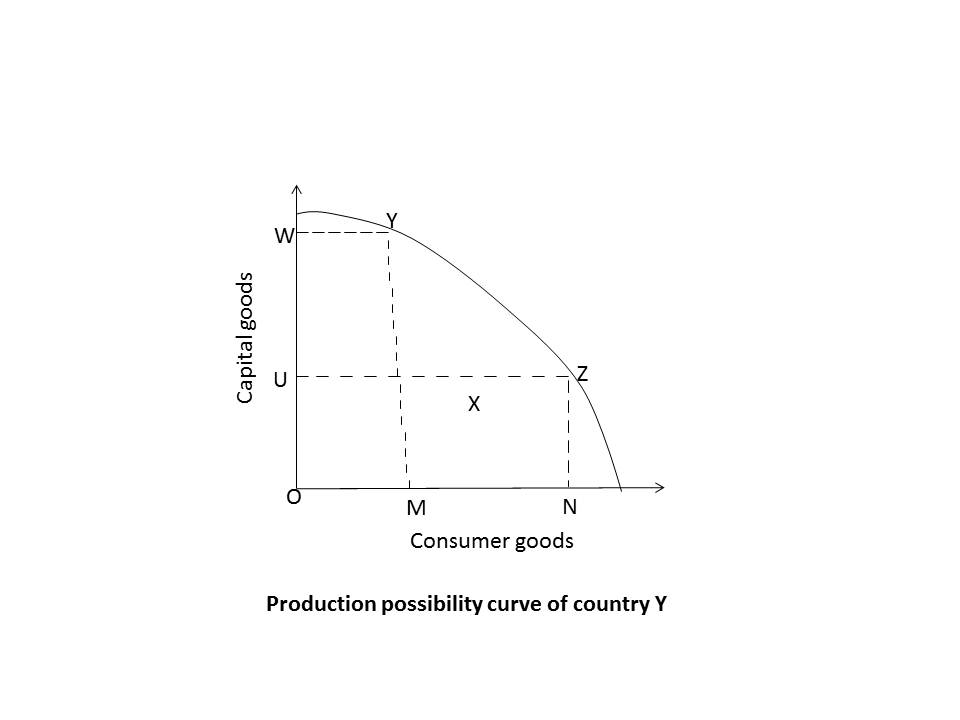 Y
W
Capital goods
U
Z
X
O
M
N
Consumer goods
Production possibility curve of country Y